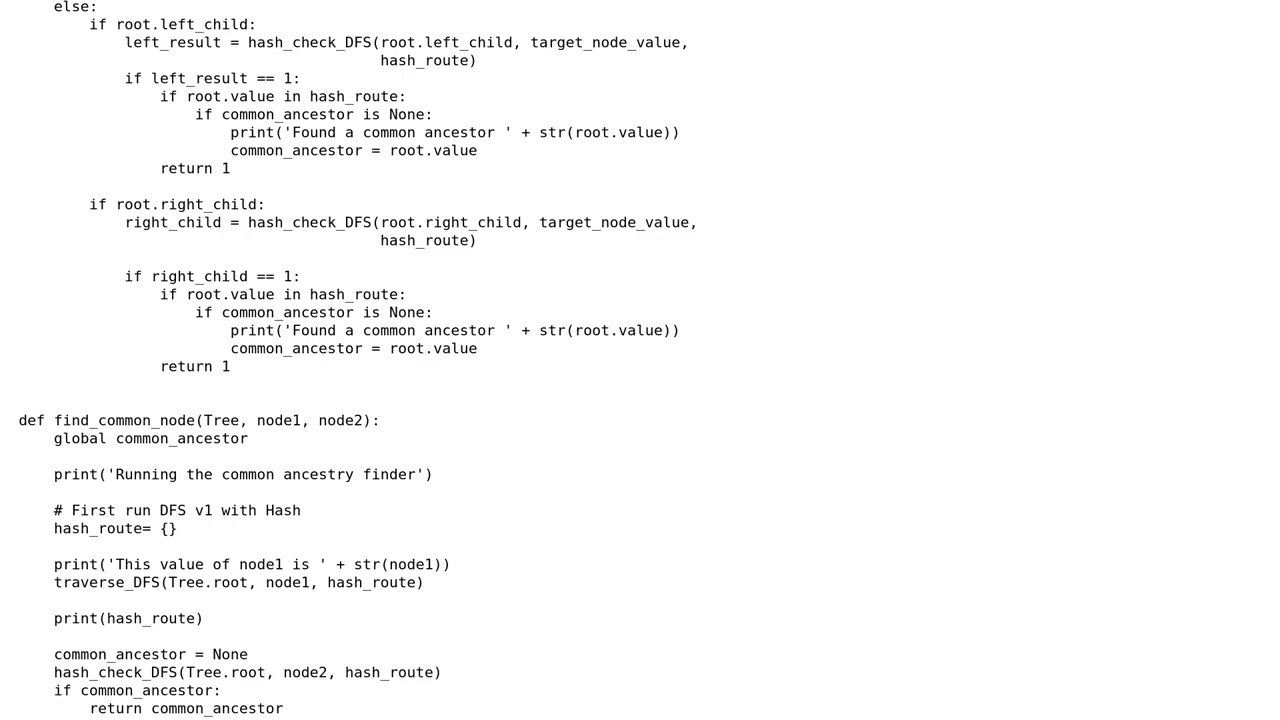 else:
        if root.left_child:
            left_result = hash_check_DFS(root.left_child, target_node_value,
                                         hash_route)
            if left_result == 1:
                if root.value in hash_route:
                    if common_ancestor is None:
                        print('Found a common ancestor ' + str(root.value))
                        common_ancestor = root.value
                return 1

        if root.right_child:
            right_child = hash_check_DFS(root.right_child, target_node_value,
                                         hash_route)

            if right_child == 1:
                if root.value in hash_route:
                    if common_ancestor is None:
                        print('Found a common ancestor ' + str(root.value))
                        common_ancestor = root.value
                return 1


def find_common_node(Tree, node1, node2):
    global common_ancestor

    print('Running the common ancestry finder')

    # First run DFS v1 with Hash
    hash_route= {}

    print('This value of node1 is ' + str(node1))
    traverse_DFS(Tree.root, node1, hash_route)

    print(hash_route)

    common_ancestor = None
    hash_check_DFS(Tree.root, node2, hash_route)
    if common_ancestor:
        return common_ancestor